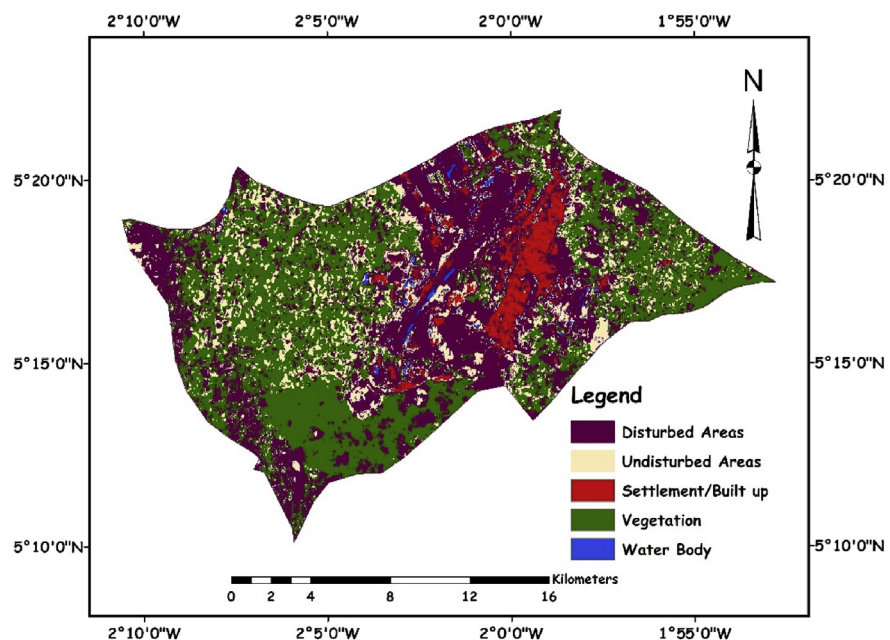 2°10'0"W 2°5'0"W 2°0'0"W 1°55'0"W
N
5°20'0"N 5°20'0"N
5°15'0"N 5°15'0"N
Legend
Disturbed Areas
Undisturbed Areas
Settlement/Built up
Vegetation
Water Body
5°10'0"N 5°10'0"N
Kilometers
0 2 4 8 12 16
2°10'0"W 2°5'0"W 2°0'0"W 1°55'0"W